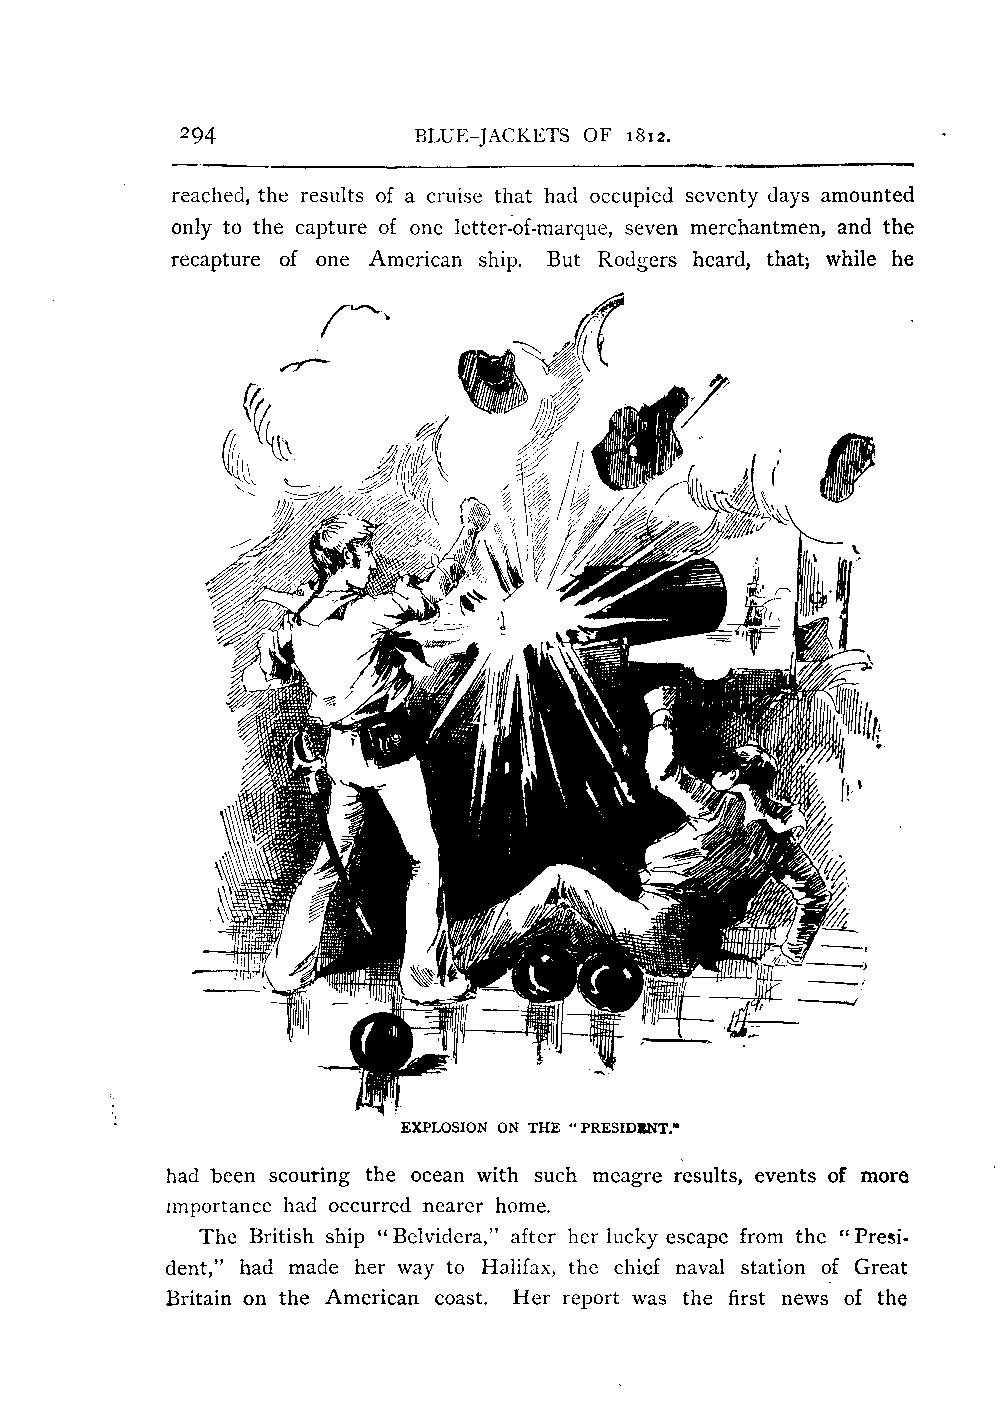 294 BLUE-JACKETS OF 1812.
reached, the results of a cruise that had occupied seventy days amounted
only to the capture of one letter-of-marque, seven merchantmen, and the
recapture of one American ship. But Rodgers heard, that; while he
EXPLOSION ON THE "PRESIDENT."
had been scouring the ocean with such meagre results, events of more
importance had occurred nearer home.
The British ship "Belvidera," after her lucky escape from the "Presi-
dent," had made her way to Halifax, the chief naval station of Great
Britain on the American coast. Her report was the first news of the